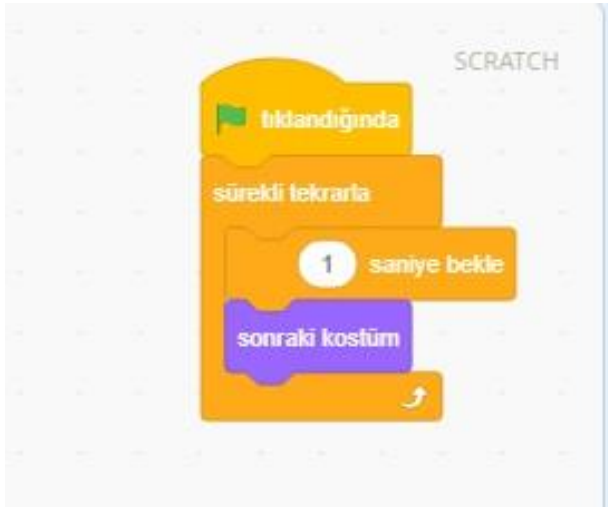 SCRATCH
tıklandığında
sürekli tekrarla
1 saniye bekle
sonraki kostüm